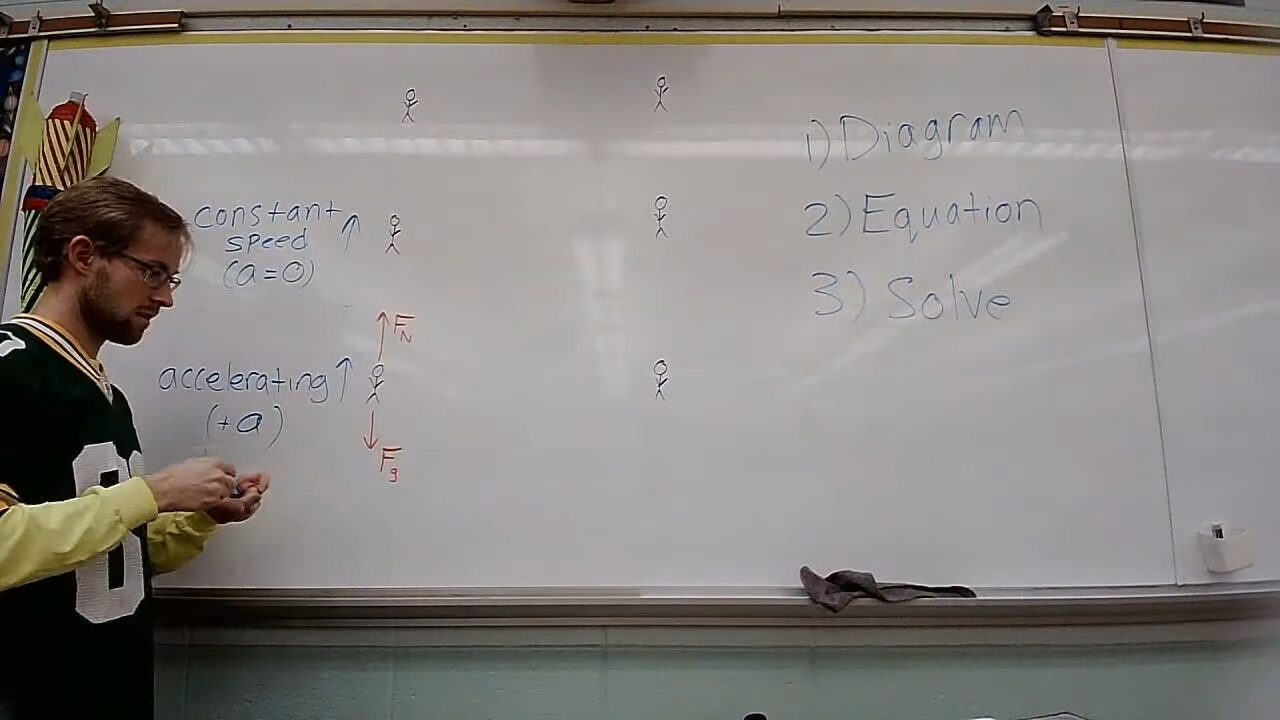 constant
speed ↑
(a=0)
F_N
accelerating ↑
(+a)
F_g
1) Diagram
2) Equation
3) Solve